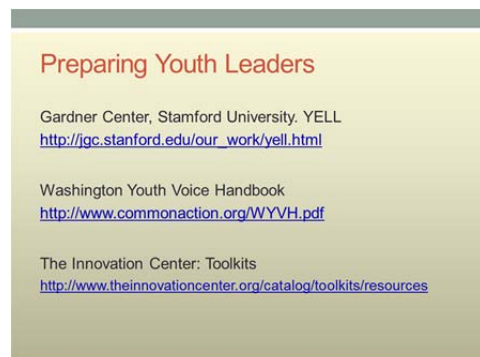 Preparing Youth Leaders
Gardner Center, Stamford University. YELL
http://jgc.stanford.edu/our_work/yell.html
Washington Youth Voice Handbook
http://www.commonaction.org/WYVH.pdf
The Innovation Center: Toolkits
http://www.theinnovationcenter.org/catalog/toolkits/resources